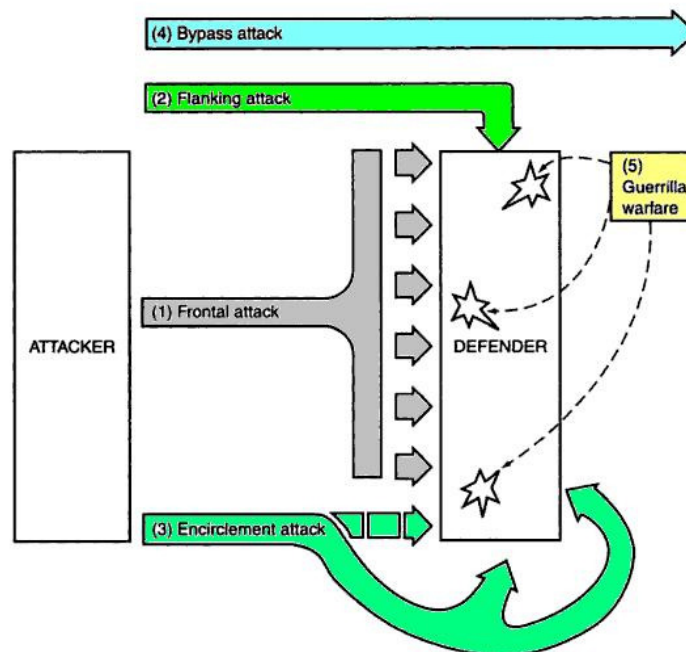 (4) Bypass attack
(2) Flanking attack
(5)
Guerrilla
warfare
(1) Frontal attack
ATTACKER
DEFENDER
(3) Encirclement attack